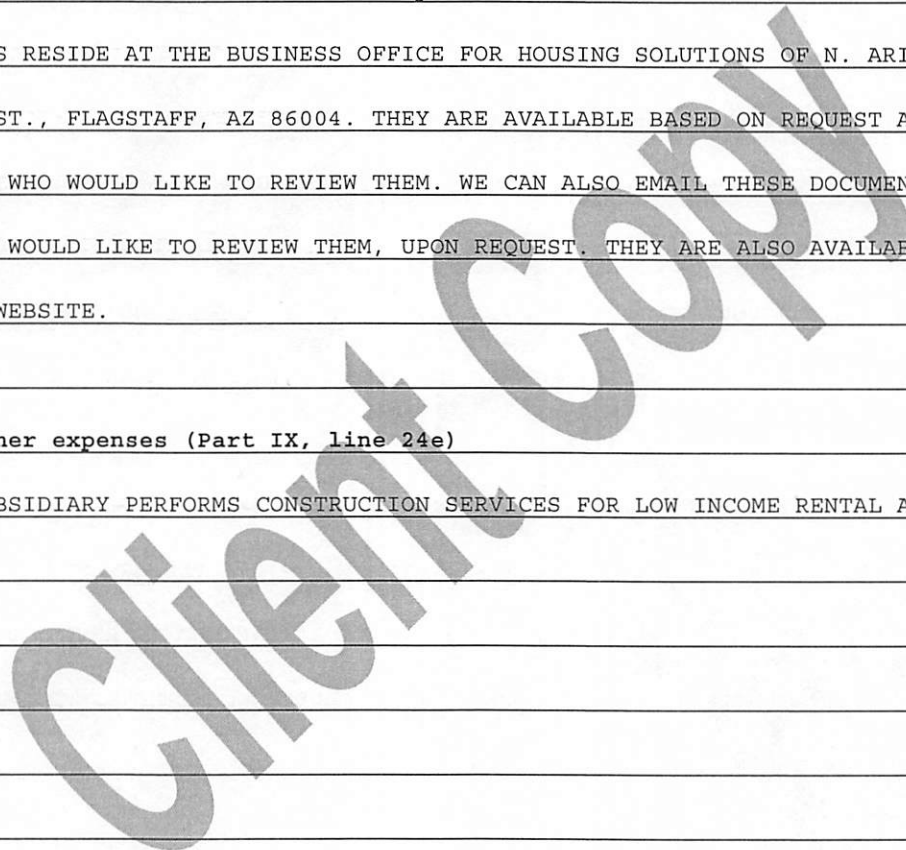 S RESIDE AT THE BUSINESS OFFICE FOR HOUSING SOLUTIONS OF N. ARI
ST., FLAGSTAFF, AZ 86004. THEY ARE AVAILABLE BASED ON REQUEST A
WHO WOULD LIKE TO REVIEW THEM. WE CAN ALSO EMAIL THESE DOCUMEN
WOULD LIKE TO REVIEW THEM, UPON REQUEST. THEY ARE ALSO AVAILAB
WEBSITE.
her expenses (Part IX, line 24e)
BSIDIARY PERFORMS CONSTRUCTION SERVICES FOR LOW INCOME RENTAL A
Client Copy